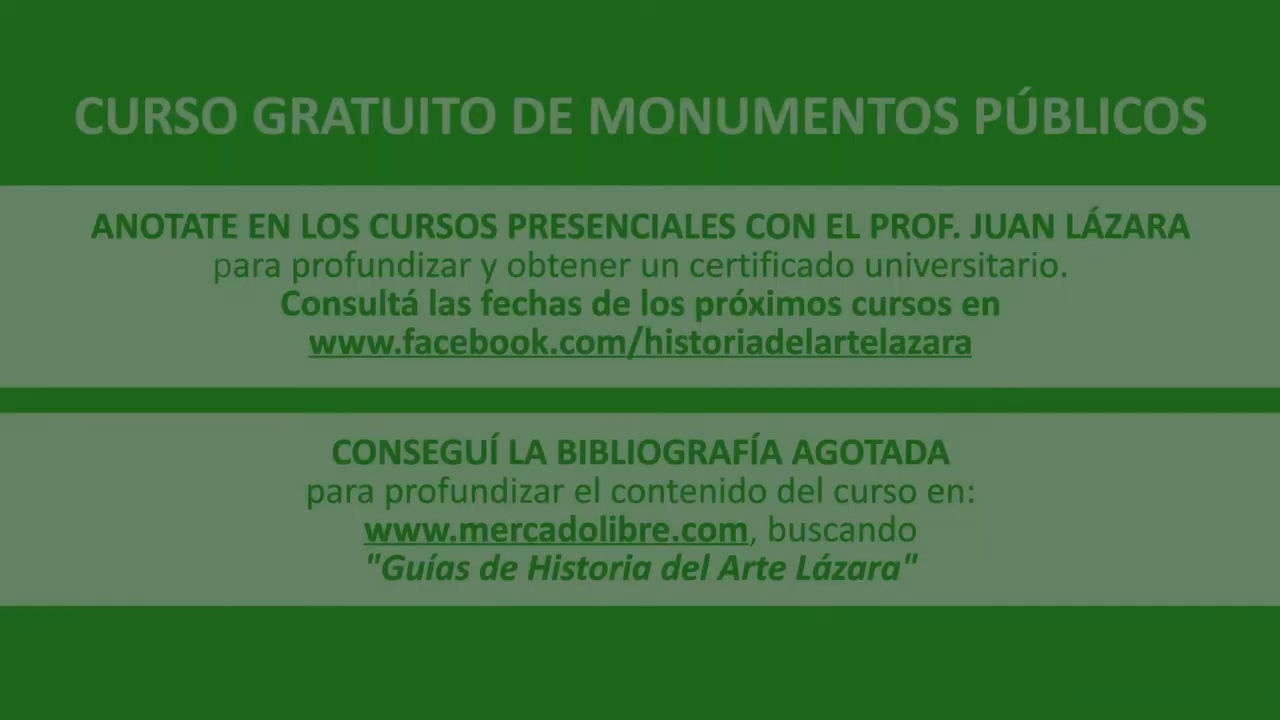 CURSO GRATUITO DE MONUMENTOS PÚBLICOS
ANOTATE EN LOS CURSOS PRESENCIALES CON EL PROF. JUAN LÁZARA
para profundizar y obtener un certificado universitario.
Consultá las fechas de los próximos cursos en
www.facebook.com/historiadelartelazara
CONSEGUÍ LA BIBLIOGRAFÍA AGOTADA
para profundizar el contenido del curso en:
www.mercadolibre.com, buscando
"Guías de Historia del Arte Lázara"